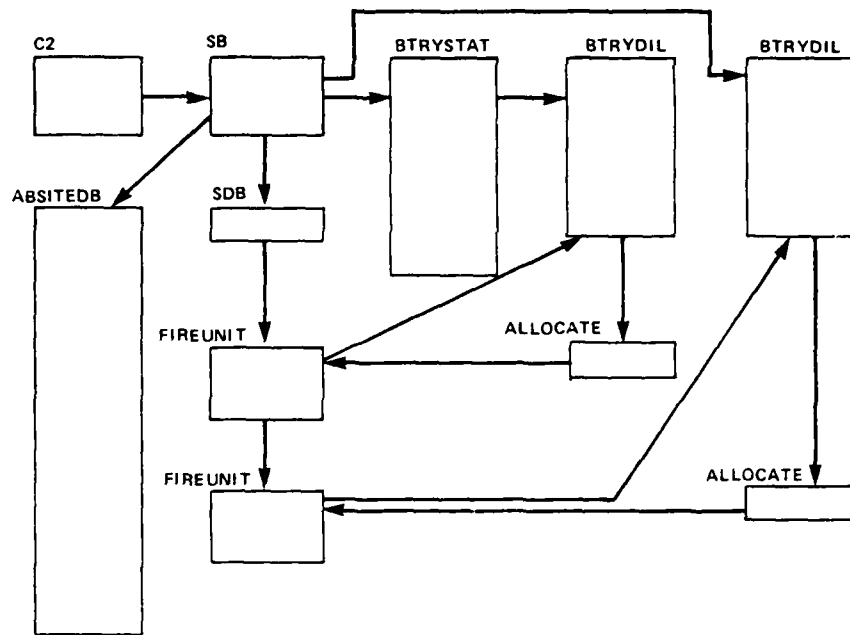 C2
SB
BTRYSTAT
BTRYDIL
BTRYDIL
ABSITEDB
SDB
FIREUNIT
ALLOCATE
FIREUNIT
ALLOCATE